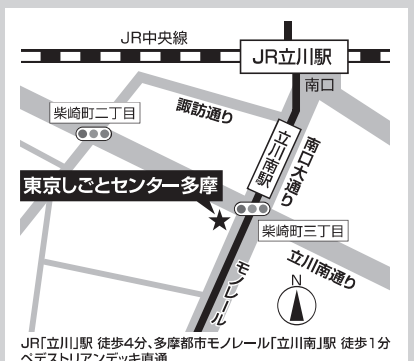 JR中央線
JR立川駅
南口
柴崎町二丁目
諏訪通り
立川南駅
南口大通り
東京しごとセンター多摩
柴崎町三丁目
立川南通り
モノレール
N
JR「立川」駅 徒歩4分、多摩都市モノレール「立川南」駅 徒歩1分
ペデストリアンデッキ直通